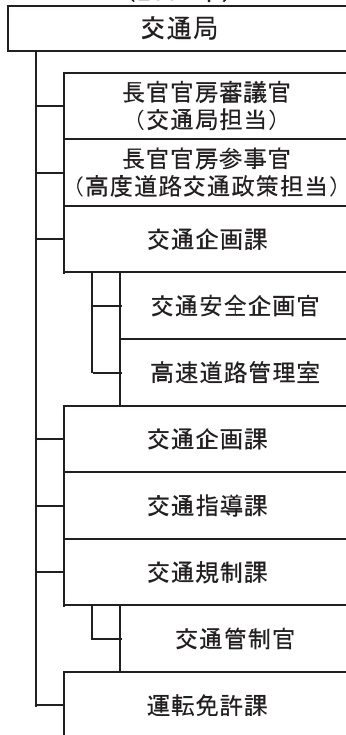 交通局
長官官房審議官
（交通局担当）
長官官房参事官
（高度道路交通政策担当）
交通企画課
交通安全企画官
高速道路管理室
交通企画課
交通指導課
交通規制課
交通管制官
運転免許課